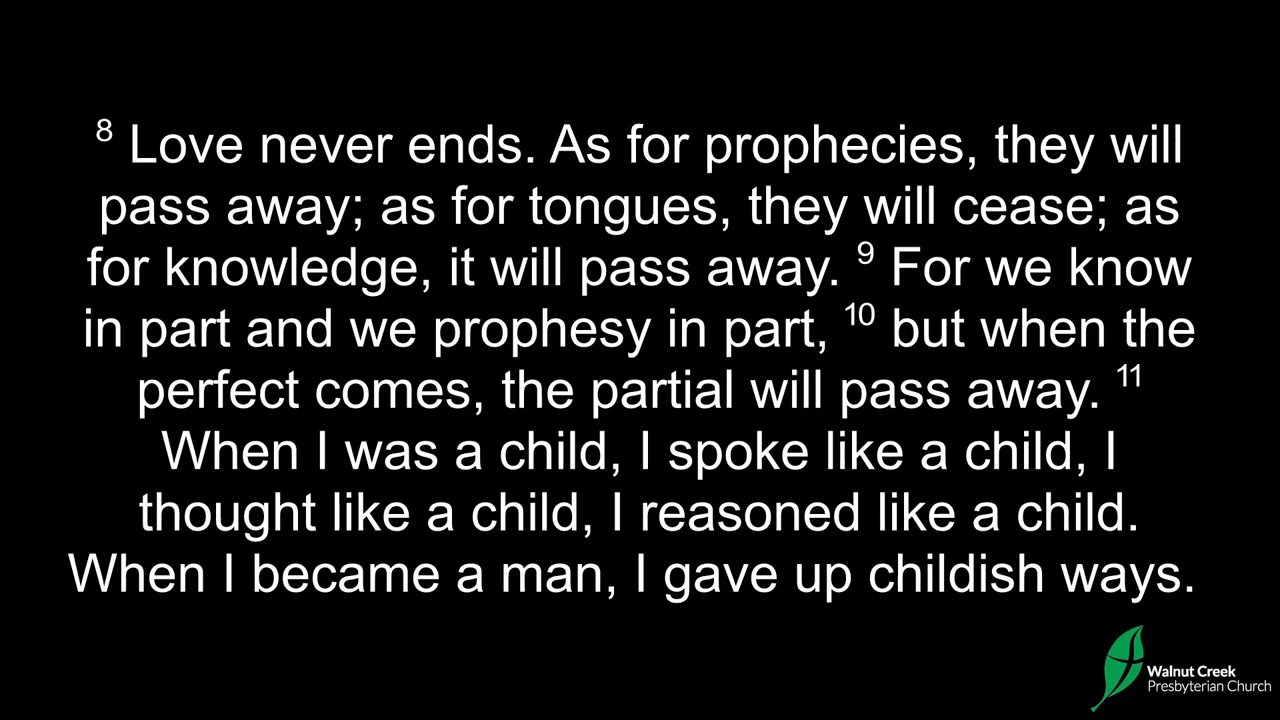 8 Love never ends. As for prophecies, they will
pass away; as for tongues, they will cease; as
for knowledge, it will pass away. 9 For we know
in part and we prophesy in part, 10 but when the
perfect comes, the partial will pass away. 11
When I was a child, I spoke like a child, I
thought like a child, I reasoned like a child.
When I became a man, I gave up childish ways.
Walnut Creek
Presbyterian Church